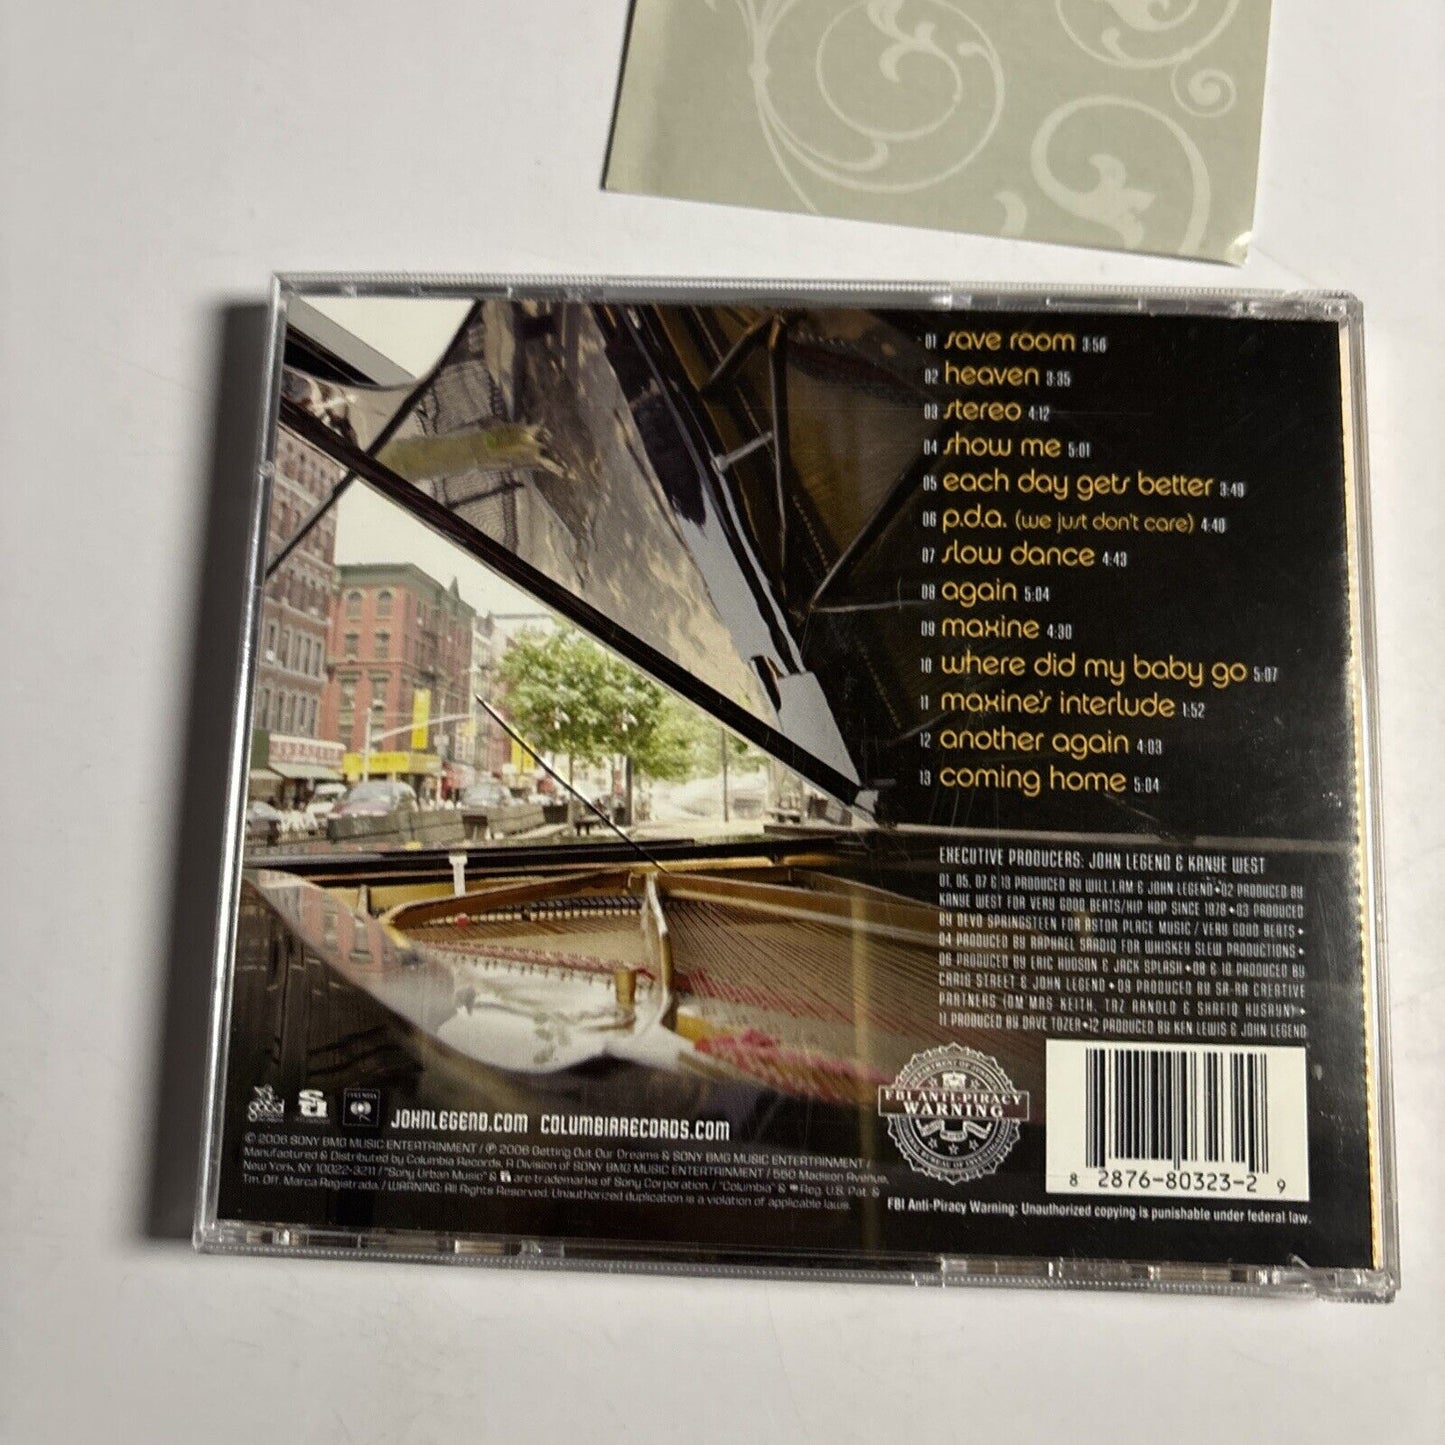 01 save room 3:56
02 heaven 3:35
03 stereo 4:12
04 show me 5:01
05 each day gets better 3:49
06 p.d.a. (we just don't care) 4:40
07 slow dance 4:43
08 again 5:04
09 maxine 4:30
10 where did my baby go 5:07
11 maxine's interlude 1:52
12 another again 4:03
13 coming home 5:04
EXECUTIVE PRODUCERS: JOHN LEGEND & KANYE WEST
01, 05, 07 & 13 PRODUCED BY WILL.I.AM & JOHN LEGEND • 02 PRODUCED BY
KANYE WEST FOR VERY GOOD BEATS/HIP HOP SINCE 1978 • 03 PRODUCED
BY DEVO SPRINGSTEEN FOR ASTOR PLACE MUSIC / VERY GOOD BEATS •
04 PRODUCED BY RAPHAEL SAADIQ FOR WHISKEY SLEW PRODUCTIONS •
06 PRODUCED BY ERIC HUDSON & JACK SPLASH • 08 & 10 PRODUCED BY
CRAIG STREET & JOHN LEGEND • 09 PRODUCED BY SA-RA CREATIVE
PARTNERS (OM'MAS KEITH, TAZ ARNOLD & SHAFIQ HUSAYN) •
11 PRODUCED BY DAVE TOZER • 12 PRODUCED BY KEN LEWIS & JOHN LEGEND
FBI ANTI-PIRACY
WARNING
good
COLUMBIA
JOHNLEGEND.COM COLUMBIARECORDS.COM
© 2006 SONY BMG MUSIC ENTERTAINMENT / ℗ 2006 Getting Out Our Dreams & SONY BMG MUSIC ENTERTAINMENT /
Manufactured & Distributed by Columbia Records, A Division of SONY BMG MUSIC ENTERTAINMENT / 550 Madison Avenue,
New York, NY 10022-3211 / "Sony Urban Music" & are trademarks of Sony Corporation. / "Columbia" & Reg. U.S. Pat. &
Tm. Off. Marca Registrada. / WARNING: All Rights Reserved. Unauthorized duplication is a violation of applicable laws.
8 28768-0323-2 9
FBI Anti-Piracy Warning: Unauthorized copying is punishable under federal law.